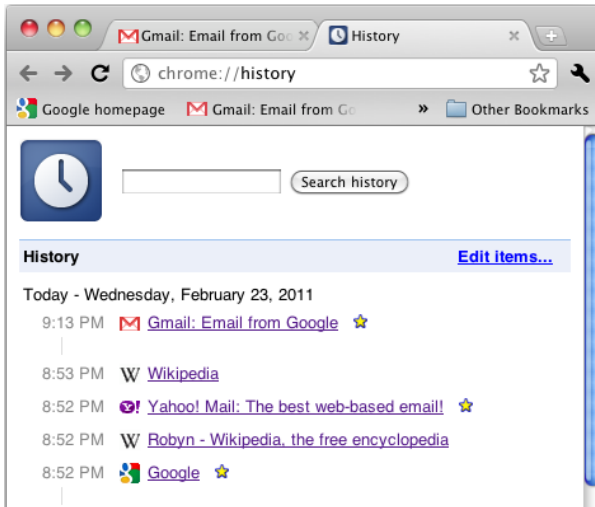 Gmail: Email from Goo
History
chrome://history
Google homepage
Gmail: Email from Go
»
Other Bookmarks
Search history
History
Edit items...
Today - Wednesday, February 23, 2011
9:13 PM Gmail: Email from Google
8:53 PM W Wikipedia
8:52 PM Y! Yahoo! Mail: The best web-based email!
8:52 PM W Robyn - Wikipedia, the free encyclopedia
8:52 PM Google